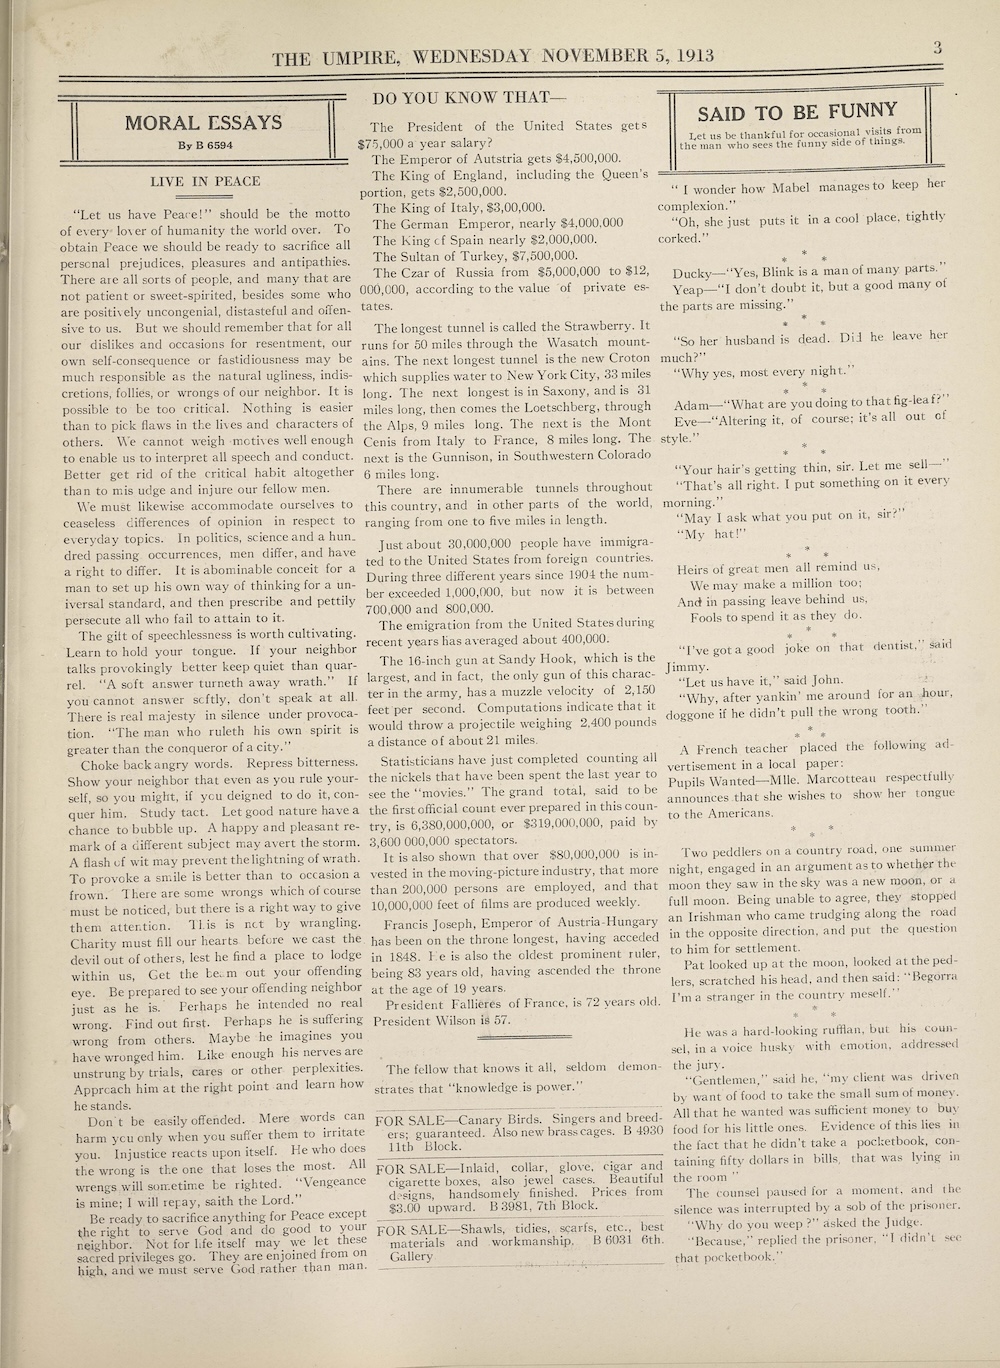 THE UMPIRE, WEDNESDAY NOVEMBER 5, 1913
3
MORAL ESSAYS
By B 6594
LIVE IN PEACE
"Let us have Peace!" should be the motto
of every lover of humanity the world over. To
obtain Peace we should be ready to sacrifice all
personal prejudices, pleasures and antipathies.
There are all sorts of people, and many that are
not patient or sweet-spirited, besides some who
are positively uncongenial, distasteful and offen-
sive to us. But we should remember that for all
our dislikes and occasions for resentment, our
own self-consequence or fastidiousness may be
much responsible as the natural ugliness, indis-
cretions, follies, or wrongs of our neighbor. It is
possible to be too critical. Nothing is easier
than to pick flaws in the lives and characters of
others. We cannot weigh motives well enough
to enable us to interpret all speech and conduct.
Better get rid of the critical habit altogether
than to mis udge and injure our fellow men.
We must likewise accommodate ourselves to
ceaseless differences of opinion in respect to
everyday topics. In politics, science and a hun-
dred passing occurrences, men differ, and have
a right to differ. It is abominable conceit for a
man to set up his own way of thinking for a un-
iversal standard, and then prescribe and pettily
persecute all who fail to attain to it.
The gift of speechlessness is worth cultivating.
Learn to hold your tongue. If your neighbor
talks provokingly better keep quiet than quar-
rel. "A soft answer turneth away wrath." If
you cannot answer softly, don't speak at all.
There is real majesty in silence under provoca-
tion. "The man who ruleth his own spirit is
greater than the conqueror of a city."
Choke back angry words. Repress bitterness.
Show your neighbor that even as you rule your-
self, so you might, if you deigned to do it, con-
quer him. Study tact. Let good nature have a
chance to bubble up. A happy and pleasant re-
mark of a different subject may avert the storm.
A flash of wit may prevent the lightning of wrath.
To provoke a smile is better than to occasion a
frown. There are some wrongs which of course
must be noticed, but there is a right way to give
them attention. This is not by wrangling.
Charity must fill our hearts before we cast the
devil out of others, lest he find a place to lodge
within us, Get the beam out your offending
eye. Be prepared to see your offending neighbor
just as he is. Perhaps he intended no real
wrong. Find out first. Perhaps he is suffering
wrong from others. Maybe he imagines you
have wronged him. Like enough his nerves are
unstrung by trials, cares or other perplexities.
Approach him at the right point and learn how
he stands.
Don't be easily offended. Mere words can
harm you only when you suffer them to irritate
you. Injustice reacts upon itself. He who does
the wrong is the one that loses the most. All
wrongs will sometime be righted. "Vengeance
is mine; I will repay, saith the Lord."
Be ready to sacrifice anything for Peace except
the right to serve God and do good to your
neighbor. Not for life itself may we let these
sacred privileges go. They are enjoined from on
high, and we must serve God rather than man.
DO YOU KNOW THAT—
The President of the United States gets
$75,000 a year salary?
The Emperor of Autstria gets $4,500,000.
The King of England, including the Queen's
portion, gets $2,500,000.
The King of Italy, $3,00,000.
The German Emperor, nearly $4,000,000
The King of Spain nearly $2,000,000.
The Sultan of Turkey, $7,500,000.
The Czar of Russia from $5,000,000 to $12,
000,000, according to the value of private es-
tates.
The longest tunnel is called the Strawberry. It
runs for 50 miles through the Wasatch mount-
ains. The next longest tunnel is the new Croton
which supplies water to New York City, 33 miles
long. The next longest is in Saxony, and is 31
miles long, then comes the Loetschberg, through
the Alps, 9 miles long. The next is the Mont
Cenis from Italy to France, 8 miles long. The
next is the Gunnison, in Southwestern Colorado
6 miles long.
There are innumerable tunnels throughout
this country, and in other parts of the world,
ranging from one to five miles in length.
Just about 30,000,000 people have immigra-
ted to the United States from foreign countries.
During three different years since 1904 the num-
ber exceeded 1,000,000, but now it is between
700,000 and 800,000.
The emigration from the United States during
recent years has averaged about 400,000.
The 16-inch gun at Sandy Hook, which is the
largest, and in fact, the only gun of this charac-
ter in the army, has a muzzle velocity of 2,150
feet per second. Computations indicate that it
would throw a projectile weighing 2,400 pounds
a distance of about 21 miles.
Statisticians have just completed counting all
the nickels that have been spent the last year to
see the "movies." The grand total, said to be
the first official count ever prepared in this coun-
try, is 6,380,000,000, or $319,000,000, paid by
3,600 000,000 spectators.
It is also shown that over $80,000,000 is in-
vested in the moving-picture industry, that more
than 200,000 persons are employed, and that
10,000,000 feet of films are produced weekly.
Francis Joseph, Emperor of Austria-Hungary
has been on the throne longest, having acceded
in 1848. He is also the oldest prominent ruler,
being 83 years old, having ascended the throne
at the age of 19 years.
President Fallieres of France, is 72 years old.
President Wilson is 57.
The fellow that knows it all, seldom demon-
strates that "knowledge is power."
FOR SALE—Canary Birds. Singers and breed-
ers; guaranteed. Also new brass cages. B 4930
11th Block.
FOR SALE—Inlaid, collar, glove, cigar and
cigarette boxes, also jewel cases. Beautiful
designs, handsomely finished. Prices from
$3.00 upward. B 3981, 7th Block.
FOR SALE—Shawls, tidies, scarfs, etc., best
materials and workmanship. B 6031 6th.
Gallery
SAID TO BE FUNNY
Let us be thankful for occasional visits from
the man who sees the funny side of things.
" I wonder how Mabel manages to keep her
complexion."
"Oh, she just puts it in a cool place, tightly
corked."
* * *
Ducky—"Yes, Blink is a man of many parts."
Yeap—"I don't doubt it, but a good many of
the parts are missing."
* * *
"So her husband is dead. Did he leave her
much?"
"Why yes, most every night."
* * *
Adam—"What are you doing to that fig-leaf?"
Eve—"Altering it, of course; it's all out of
style."
* * *
"Your hair's getting thin, sir. Let me sell—"
"That's all right. I put something on it every
morning."
"May I ask what you put on it, sir?"
"My hat!"
* * *
Heirs of great men all remind us,
We may make a million too;
And in passing leave behind us,
Fools to spend it as they do.
* * *
"I've got a good joke on that dentist," said
Jimmy.
"Let us have it," said John.
"Why, after yankin' me around for an hour,
doggone if he didn't pull the wrong tooth."
* * *
A French teacher placed the following ad-
vertisement in a local paper:
Pupils Wanted—Mlle. Marcotteau respectfully
announces that she wishes to show her tongue
to the Americans.
* * *
Two peddlers on a country road, one summer
night, engaged in an argument as to whether the
moon they saw in the sky was a new moon, or a
full moon. Being unable to agree, they stopped
an Irishman who came trudging along the road
in the opposite direction, and put the question
to him for settlement.
Pat looked up at the moon, looked at the ped-
lers, scratched his head, and then said: "Begorra
I'm a stranger in the country meself."
* * *
He was a hard-looking ruffian, but his coun-
sel, in a voice husky with emotion, addressed
the jury.
"Gentlemen," said he, "my client was driven
by want of food to take the small sum of money.
All that he wanted was sufficient money to buy
food for his little ones. Evidence of this lies in
the fact that he didn't take a pocketbook, con-
taining fifty dollars in bills, that was lying in
the room "
The counsel paused for a moment, and the
silence was interrupted by a sob of the prisoner.
"Why do you weep?" asked the Judge.
"Because," replied the prisoner, "I didn't see
that pocketbook."